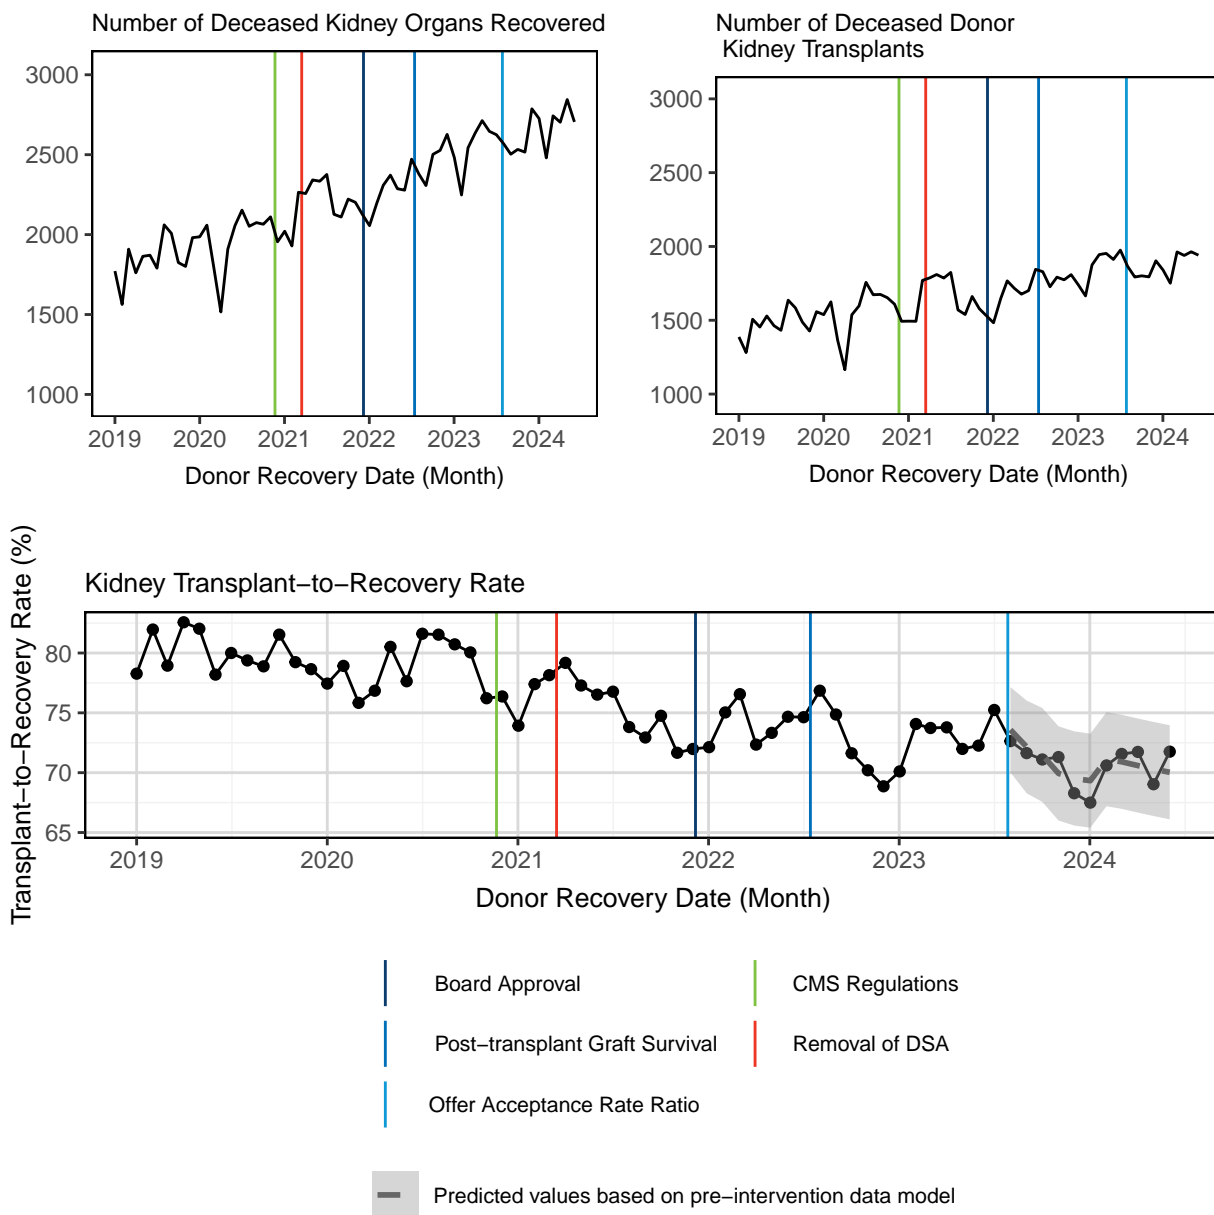 Number of Deceased Kidney Organs Recovered
3000
2500
2000
1500
1000
2019 2020 2021 2022 2023 2024
Donor Recovery Date (Month)
Number of Deceased Donor
Kidney Transplants
3000
2500
2000
1500
1000
2019 2020 2021 2022 2023 2024
Donor Recovery Date (Month)
Kidney Transplant−to−Recovery Rate
Transplant−to−Recovery Rate (%)
80
75
70
65
2019 2020 2021 2022 2023 2024
Donor Recovery Date (Month)
Board Approval
CMS Regulations
Post−transplant Graft Survival
Removal of DSA
Offer Acceptance Rate Ratio
Predicted values based on pre−intervention data model